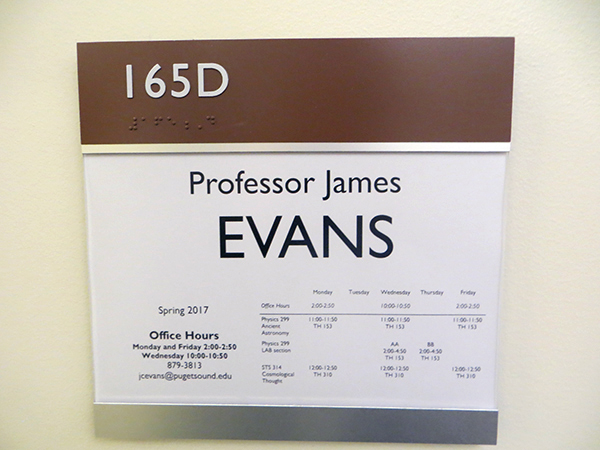 165D
Professor James
EVANS
Spring 2017
Office Hours
Monday and Friday 2:00-2:50
Wednesday 10:00-10:50
879-3813
jcevans@pugetsound.edu
Monday Tuesday Wednesday Thursday Friday
Office Hours 2:00-2:50 10:00-10:50 2:00-2:50
Physics 299 11:00-11:50 11:00-11:50 11:00-11:50
Ancient TH 153 TH 153 TH 153
Astronomy
Physics 299 AA BB
LAB section 2:00-4:50 2:00-4:50
TH 153 TH 153
STS 314 12:00-12:50 12:00-12:50 12:00-12:50
Cosmological TH 310 TH 310 TH 310
Thought